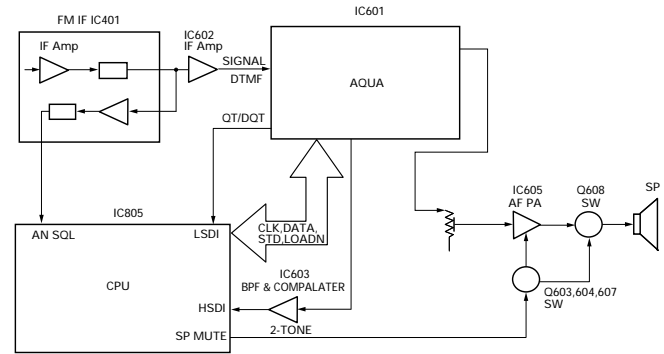 FM IF IC401
IF Amp
IC602
IF Amp
SIGNAL
DTMF
IC601
AQUA
QT/DQT
IC805
AN SQL
LSDI
CLK,DATA,
STD,LOADN
CPU
HSDI
SP MUTE
IC603
BPF & COMPALATER
2-TONE
IC605
AF PA
Q608
SW
SP
Q603,604,607
SW